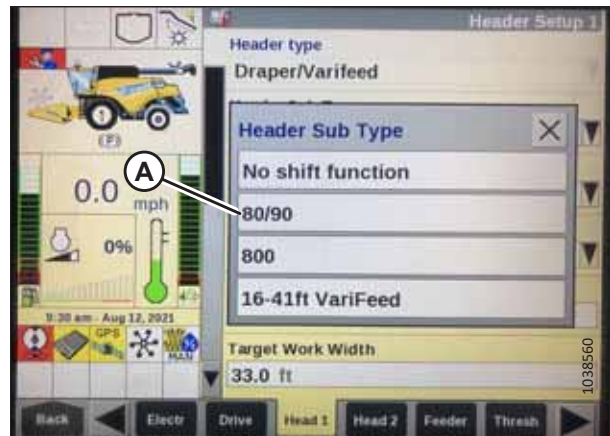 Header Setup 1
Header type
Draper/Varifeed
Header Sub Type
No shift function
A
80/90
800
16-41ft VariFeed
(P)
0.0 mph
0%
9:30 am Aug 12, 2021
GPS
Target Work Width
33.0 ft
1038560
Back
Electr
Drive
Head 1
Head 2
Feeder
Thresh